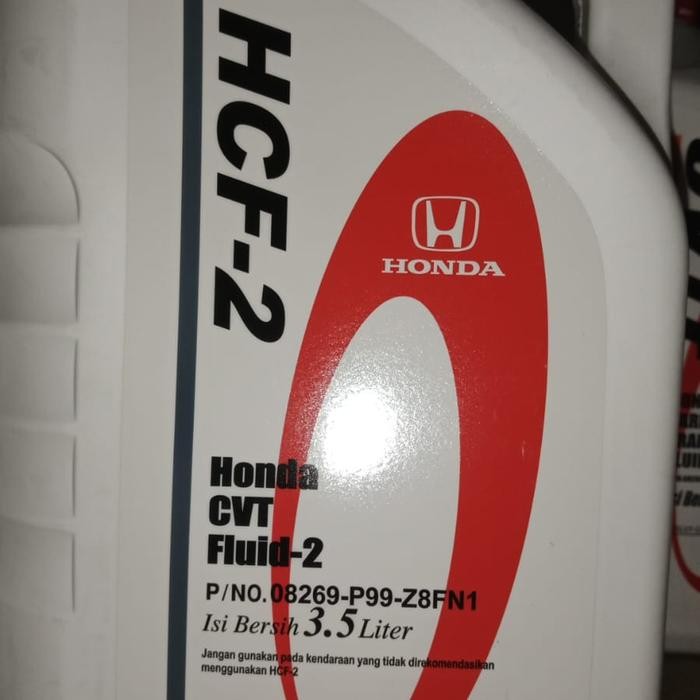 HCF-2
HONDA
Honda
CVT
Fluid-2
P/NO. 08269-P99-Z8FN1
Isi Bersih 3.5 Liter
Jangan gunakan pada kendaraan yang tidak direkomendasikan
menggunakan HCF-2